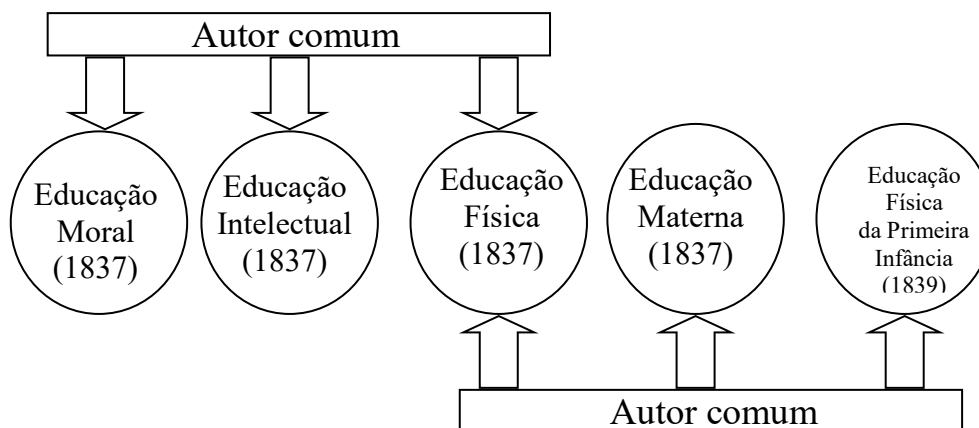 Autor comum
Educação
Moral
(1837)
Educação
Intelectual
(1837)
Educação
Física
(1837)
Educação
Materna
(1837)
Educação
Física
da Primeira
Infância
(1839)
Autor comum